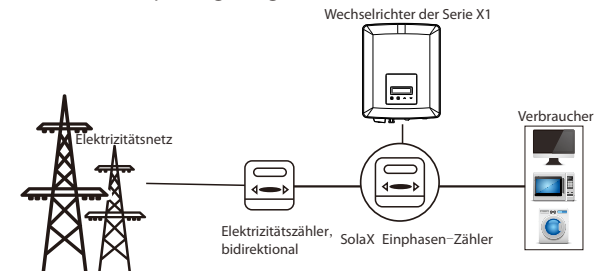 Wechselrichter der Serie X1
Elektrizitätsnetz
Verbraucher
Elektrizitätszähler,
bidirektional
SolaX Einphasen-Zähler